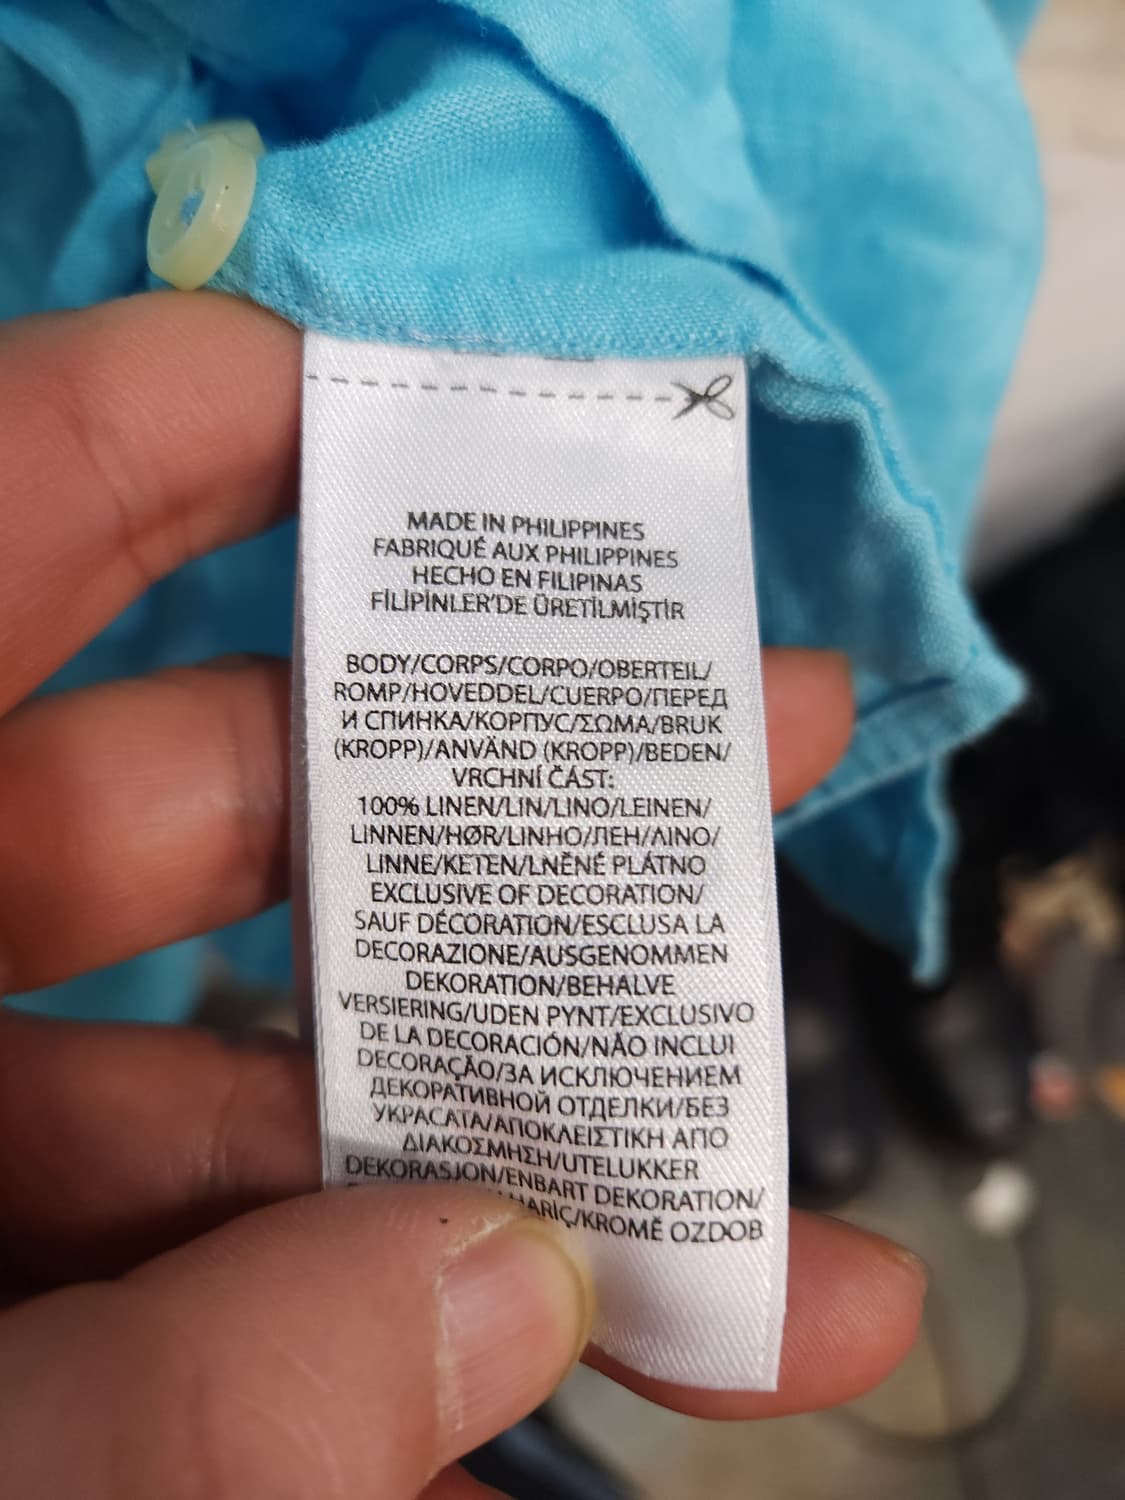 MADE IN PHILIPPINES
FABRIQUÉ AUX PHILIPPINES
HECHO EN FILIPINAS
FİLİPİNLER'DE ÜRETİLMİŞTİR
BODY/CORPS/CORPO/OBERTEIL/
ROMP/HOVEDDEL/CUERPO/ПЕРЕД
И СПИНКА/КОРПУС/ΣΩΜΑ/BRUK
(KROPP)/ANVÄND (KROPP)/BEDEN/
VRCHNÍ ČÁST:
100% LINEN/LIN/LINO/LEINEN/
LINNEN/HØR/LINHO/ЛЕН/ΛΙΝΟ/
LINNE/KETEN/LNĚNÉ PLÁTNO
EXCLUSIVE OF DECORATION/
SAUF DÉCORATION/ESCLUSA LA
DECORAZIONE/AUSGENOMMEN
DEKORATION/BEHALVE
VERSIERING/UDEN PYNT/EXCLUSIVO
DE LA DECORACIÓN/NÃO INCLUI
DECORAÇÃO/ЗА ИСКЛЮЧЕНИЕМ
ДЕКОРАТИВНОЙ ОТДЕЛКИ/БЕЗ
УКРАСАТА/ΑΠΟΚΛΕΙΣΤΙΚΗ ΑΠΟ
ΔΙΑΚΟΣΜΗΣΗ/UTELUKKER
DEKORASJON/ENBART DEKORATION/
HARİÇ/KROMĚ OZDOB